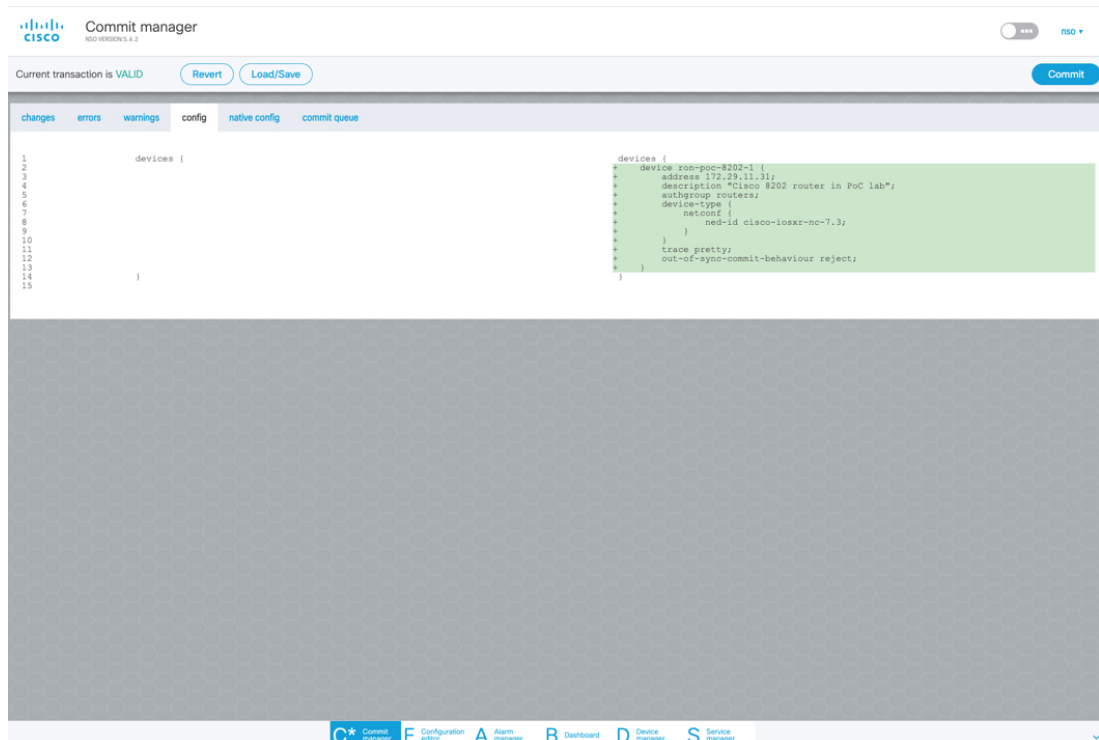 CISCO
Commit manager
NSO VERSION 5.4.2
nso
Current transaction is VALID
Revert
Load/Save
Commit
changes errors warnings config native config commit queue
1 devices { devices {
2 + device ron-poc-8202-1 {
3 + address 172.29.11.31;
4 + description "Cisco 8202 router in PoC lab";
5 + authgroup routers;
6 + device-type {
7 + netconf {
8 + ned-id cisco-iosxr-nc-7.3;
9 + }
10 + }
11 + trace pretty;
12 + out-of-sync-commit-behaviour reject;
13 + }
14 } }
15
C* Commit manager
Configuration editor
A Alarm manager
B Dashboard
D Device manager
S Service manager